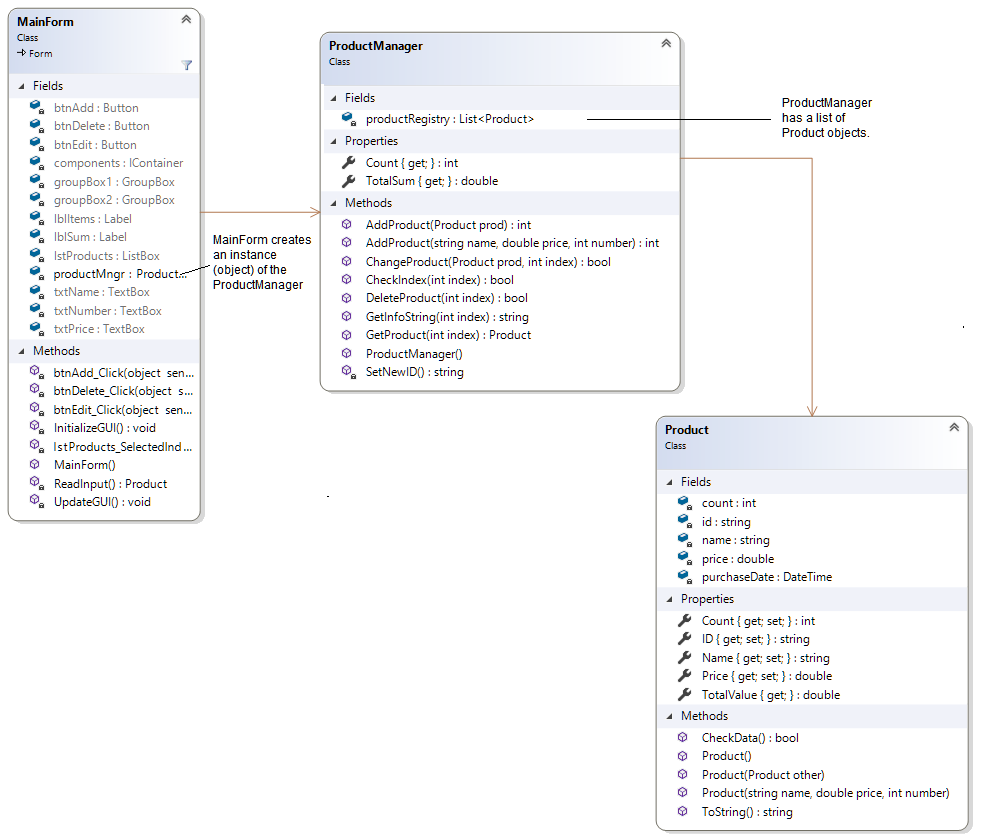 MainForm
Class
Form
Fields
btnAdd : Button
btnDelete : Button
btnEdit : Button
components : IContainer
groupBox1 : GroupBox
groupBox2 : GroupBox
lblItems : Label
lblSum : Label
lstProducts : ListBox
productMngr : Product...
txtName : TextBox
txtNumber : TextBox
txtPrice : TextBox
Methods
btnAdd_Click(object sen...
btnDelete_Click(object s...
btnEdit_Click(object sen...
InitializeGUI() : void
lstProducts_SelectedInd...
MainForm()
ReadInput() : Product
UpdateGUI() : void
MainForm creates
an instance
(object) of the
ProductManager
ProductManager
Class
Fields
productRegistry : List<Product>
Properties
Count { get; } : int
TotalSum { get; } : double
Methods
AddProduct(Product prod) : int
AddProduct(string name, double price, int number) : int
ChangeProduct(Product prod, int index) : bool
CheckIndex(int index) : bool
DeleteProduct(int index) : bool
GetInfoString(int index) : string
GetProduct(int index) : Product
ProductManager()
SetNewID() : string
ProductManager
has a list of
Product objects.
Product
Class
Fields
count : int
id : string
name : string
price : double
purchaseDate : DateTime
Properties
Count { get; set; } : int
ID { get; set; } : string
Name { get; set; } : string
Price { get; set; } : double
TotalValue { get; } : double
Methods
CheckData() : bool
Product()
Product(Product other)
Product(string name, double price, int number)
ToString() : string